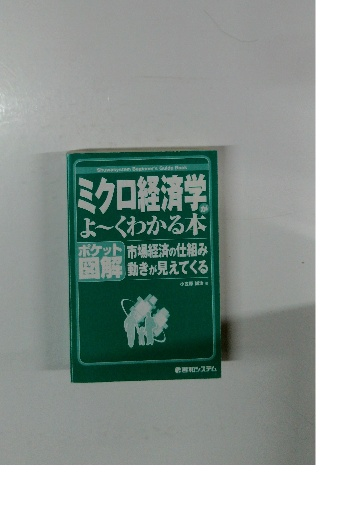 Shuwasystem Beginner's Guide Book
ミクロ経済学が
よ～くわかる本
ポケット図解
市場経済の仕組み
動きが見えてくる
秀和システム